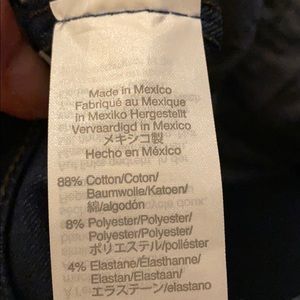 Made in Mexico
Fabriqué au Mexique
In Mexiko Hergestellt
Vervaardigd in Mexico
メキシコ製
Hecho en México
88% Cotton/Coton/
Baumwolle/Katoen/
綿/algodón
8% Polyester/Polyester/
Polyester/Polyester/
ポリエステル/poliéster
4% Elastane/Élasthanne/
Elastan/Elastaan/
エラステーン/elastano